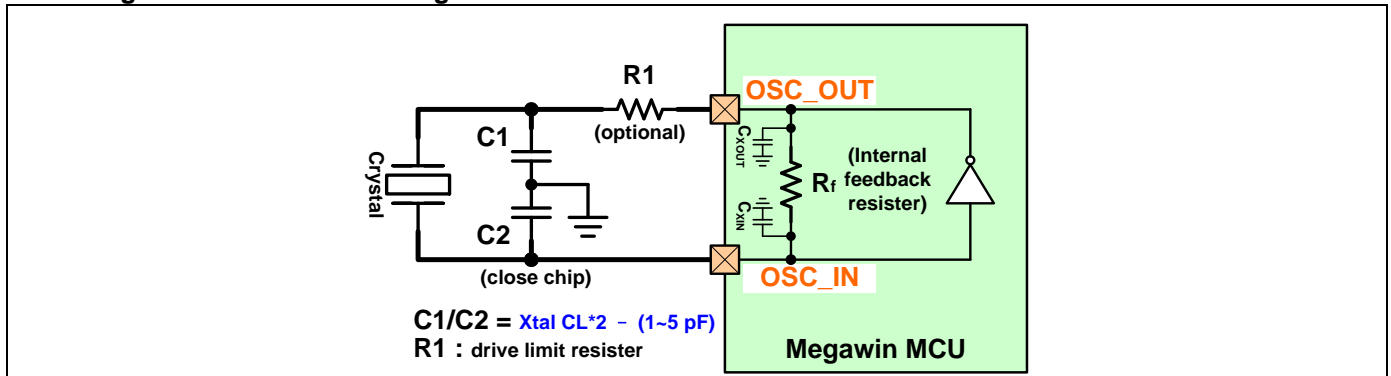 R1
(optional)
C1
C2
(close chip)
Crystal
OSC_OUT
CXOUT
Rf
(Internal
feedback
resister)
CXIN
OSC_IN
C1/C2 = Xtal CL*2 – (1~5 pF)
R1 : drive limit resister
Megawin MCU